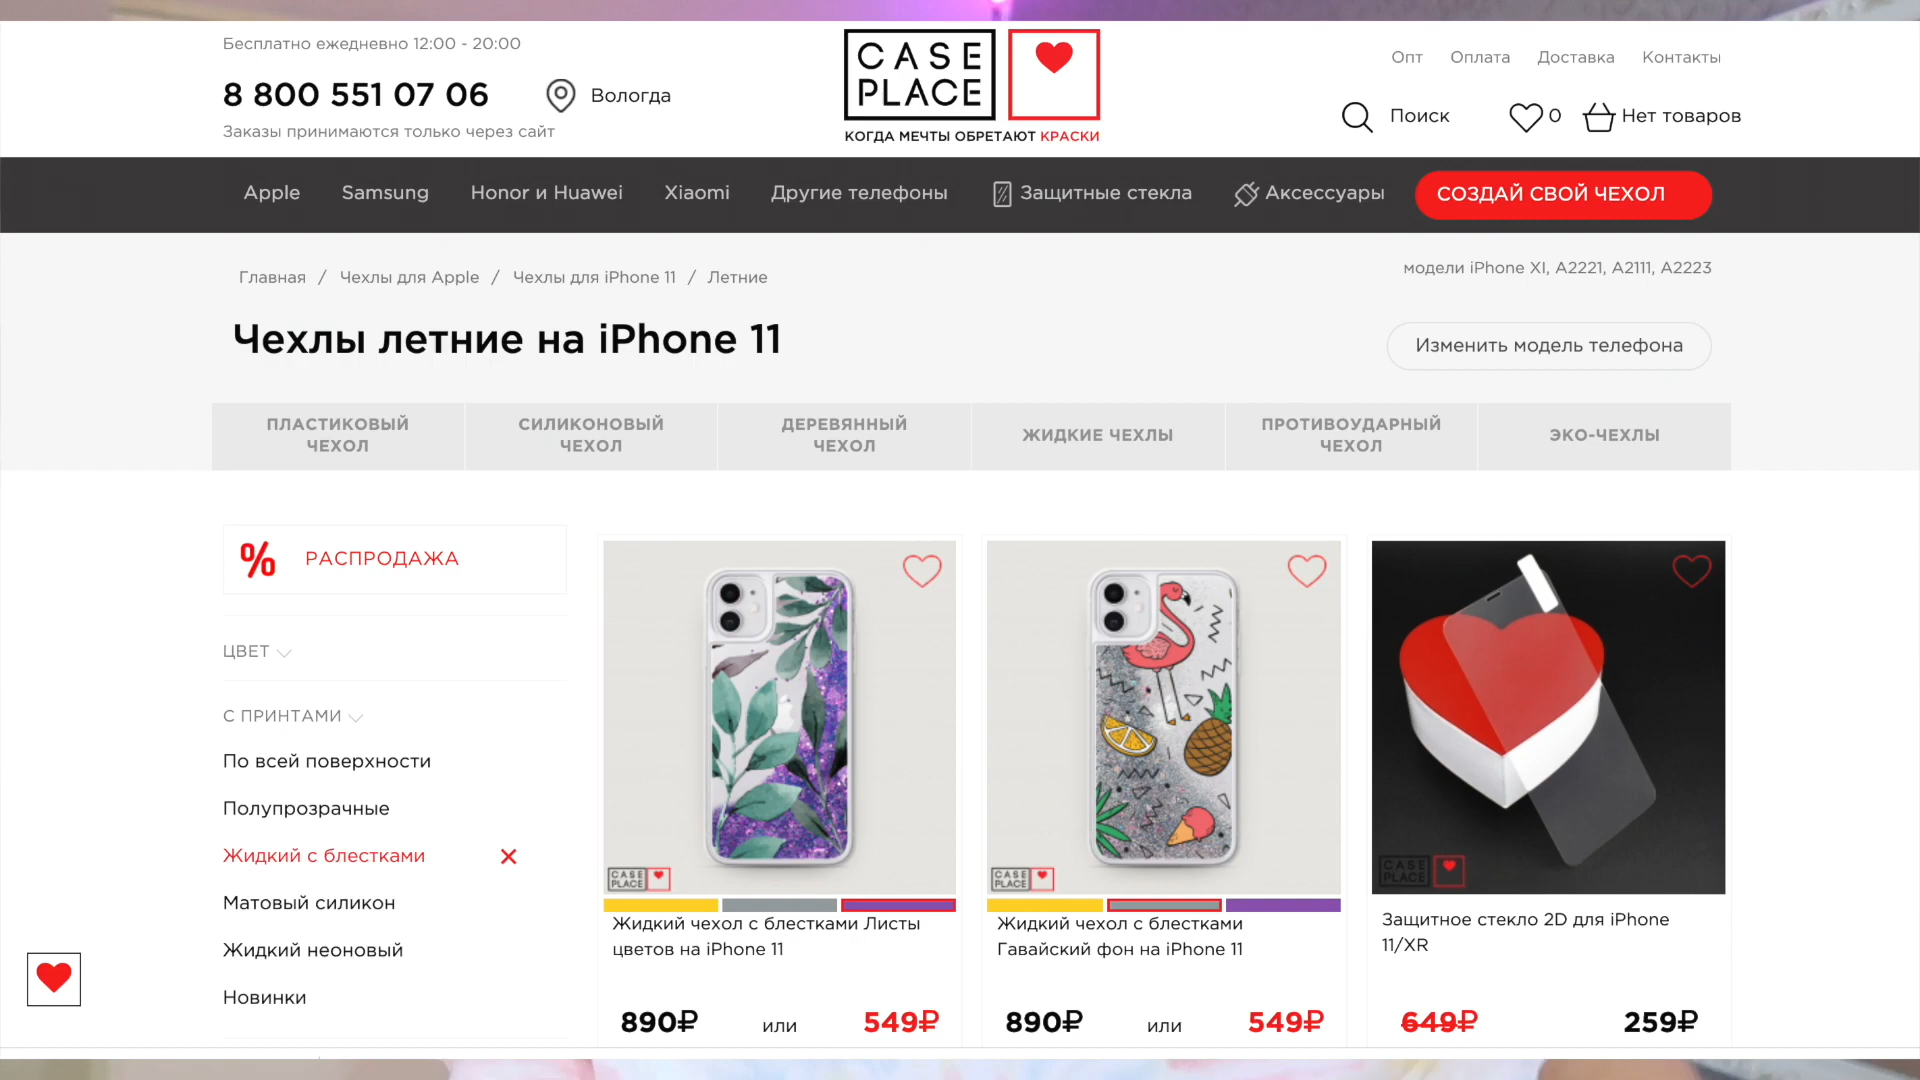 Бесплатно ежедневно 12:00 - 20:00
8 800 551 07 06
Вологда
Заказы принимаются только через сайт
CASE
PLACE
КОГДА МЕЧТЫ ОБРЕТАЮТ КРАСКИ
Опт Оплата Доставка Контакты
Поиск
0
Нет товаров
Apple Samsung Honor и Huawei Xiaomi Другие телефоны Защитные стекла Аксессуары СОЗДАЙ СВОЙ ЧЕХОЛ
Главная / Чехлы для Apple / Чехлы для iPhone 11 / Летние
модели iPhone XI, A2221, A2111, A2223
Чехлы летние на iPhone 11
Изменить модель телефона
ПЛАСТИКОВЫЙ
ЧЕХОЛ
СИЛИКОНОВЫЙ
ЧЕХОЛ
ДЕРЕВЯННЫЙ
ЧЕХОЛ
ЖИДКИЕ ЧЕХЛЫ
ПРОТИВОУДАРНЫЙ
ЧЕХОЛ
ЭКО-ЧЕХЛЫ
% РАСПРОДАЖА
ЦВЕТ
С ПРИНТАМИ
По всей поверхности
Полупрозрачные
Жидкий с блестками
Матовый силикон
Жидкий неоновый
Новинки
CASE
PLACE
Жидкий чехол с блестками Листы
цветов на iPhone 11
890₽ или 549₽
CASE
PLACE
Жидкий чехол с блестками
Гавайский фон на iPhone 11
890₽ или 549₽
CASE
PLACE
Защитное стекло 2D для iPhone
11/XR
649₽ 259₽